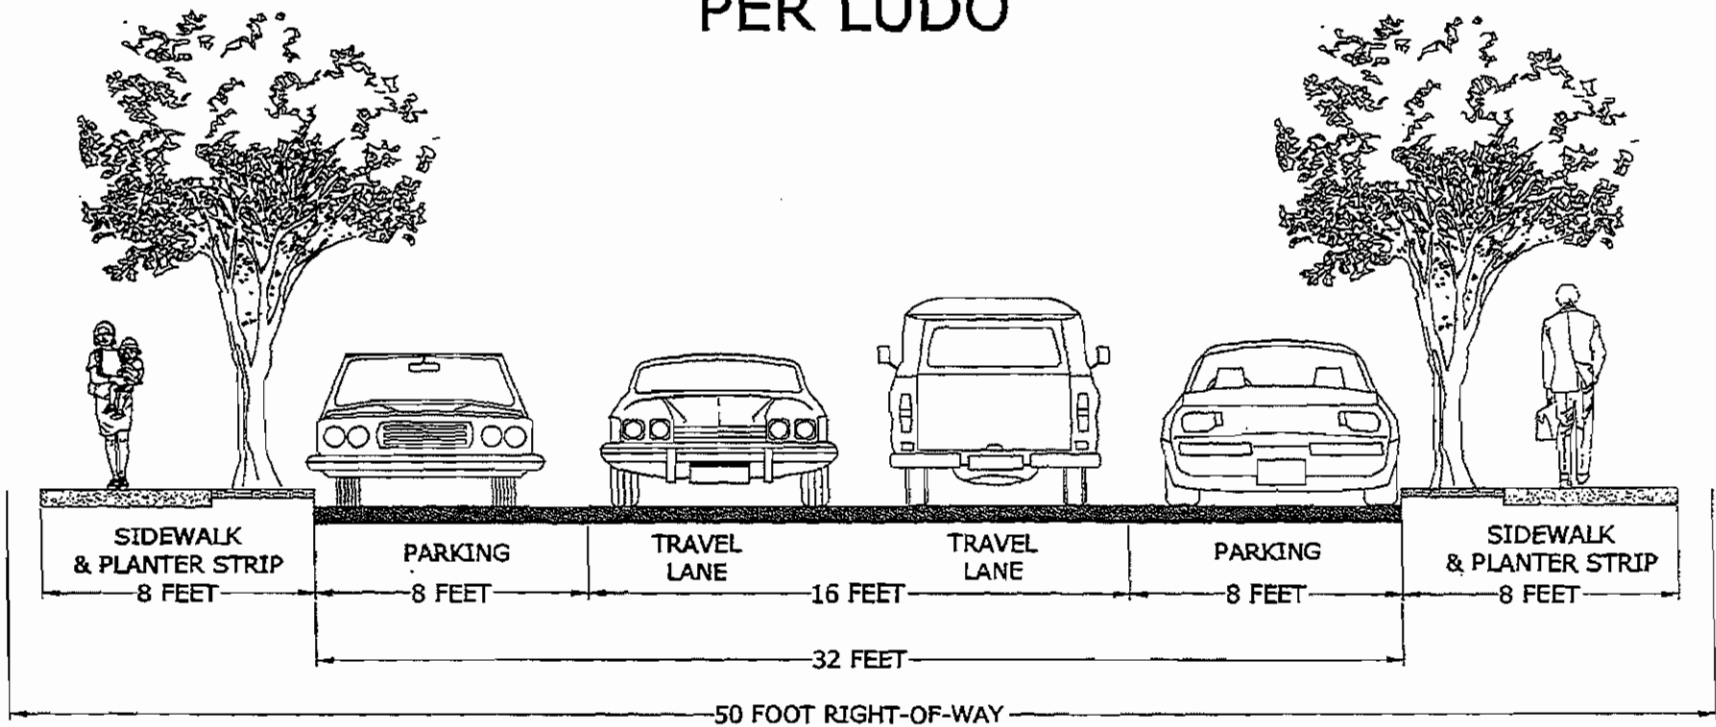 PER LUDO
SIDEWALK
& PLANTER STRIP
8 FEET
PARKING
8 FEET
TRAVEL
LANE
TRAVEL
LANE
16 FEET
PARKING
8 FEET
SIDEWALK
& PLANTER STRIP
8 FEET
32 FEET
50 FOOT RIGHT-OF-WAY